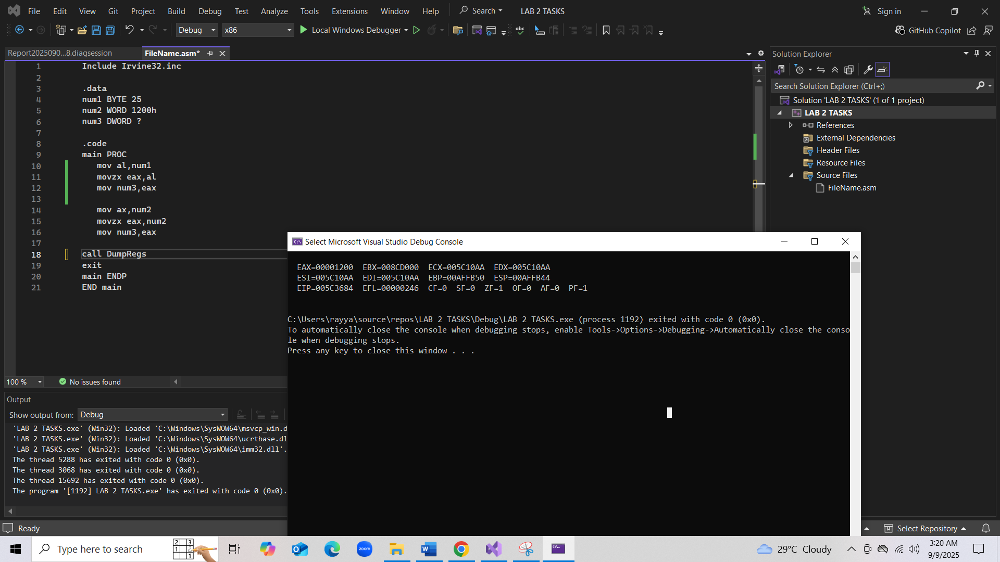 File Edit View Git Project Build Debug Test Analyze Tools Extensions Window Help Search LAB 2 TASKS Sign in
Debug x86 Local Windows Debugger abc GitHub Copilot
Report2025090...8.diagsession FileName.asm*
1 Include Irvine32.inc
2
3 .data
4 num1 BYTE 25
5 num2 WORD 1200h
6 num3 DWORD ?
7
8 .code
9 main PROC
10 mov al,num1
11 movzx eax,al
12 mov num3,eax
13
14 mov ax,num2
15 movzx eax,num2
16 mov num3,eax
17
18 call DumpRegs
19 exit
20 main ENDP
21 END main
100 % No issues found
Output
Show output from: Debug
'LAB 2 TASKS.exe' (Win32): Loaded 'C:\Windows\SysWOW64\msvcp_win.d
'LAB 2 TASKS.exe' (Win32): Loaded 'C:\Windows\SysWOW64\ucrtbase.dl
'LAB 2 TASKS.exe' (Win32): Loaded 'C:\Windows\SysWOW64\imm32.dll'.
The thread 5288 has exited with code 0 (0x0).
The thread 3068 has exited with code 0 (0x0).
The thread 15692 has exited with code 0 (0x0).
The program '[1192] LAB 2 TASKS.exe' has exited with code 0 (0x0).
Select Microsoft Visual Studio Debug Console
EAX=00001200 EBX=008CD000 ECX=005C10AA EDX=005C10AA
ESI=005C10AA EDI=005C10AA EBP=00AFFB50 ESP=00AFFB44
EIP=005C3684 EFL=00000246 CF=0 SF=0 ZF=1 OF=0 AF=0 PF=1
C:\Users\rayya\source\repos\LAB 2 TASKS\Debug\LAB 2 TASKS.exe (process 1192) exited with code 0 (0x0).
To automatically close the console when debugging stops, enable Tools->Options->Debugging->Automatically close the conso
le when debugging stops.
Press any key to close this window . . .
Solution Explorer
Search Solution Explorer (Ctrl+;)
Solution 'LAB 2 TASKS' (1 of 1 project)
LAB 2 TASKS
References
External Dependencies
Header Files
Resource Files
Source Files
FileName.asm
Ready Select Repository
Type here to search
zoom
29°C Cloudy
3:20 AM
9/9/2025